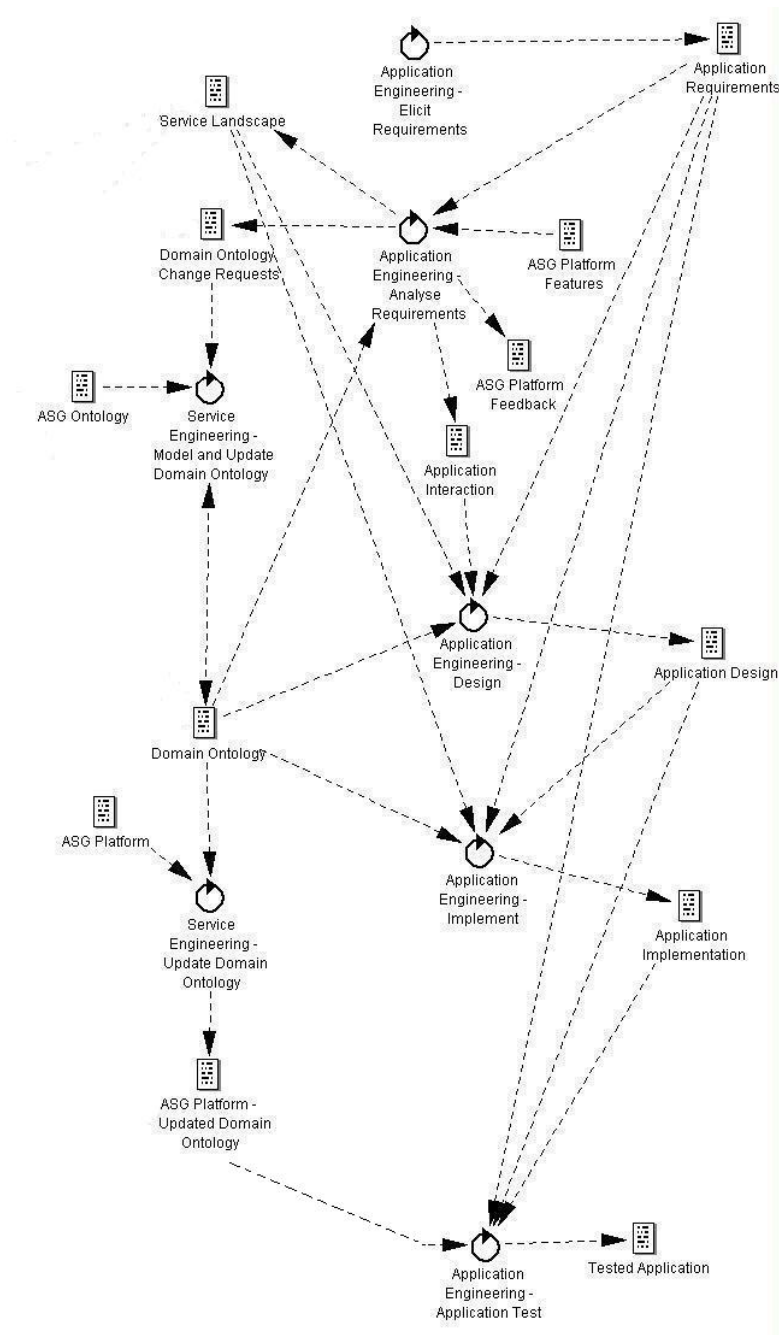 Application
Engineering -
Elicit
Requirements
Application
Requirements
Service Landscape
Domain Ontology
Change Requests
Application
Engineering -
Analyse
Requirements
ASG Platform
Features
ASG Platform
Feedback
ASG Ontology
Service
Engineering -
Model and Update
Domain Ontology
Application
Interaction
Application
Engineering -
Design
Application Design
Domain Ontology
ASG Platform
Application
Engineering -
Implement
Service
Engineering -
Update Domain
Ontology
Application
Implementation
ASG Platform -
Updated Domain
Ontology
Application
Engineering -
Application Test
Tested Application